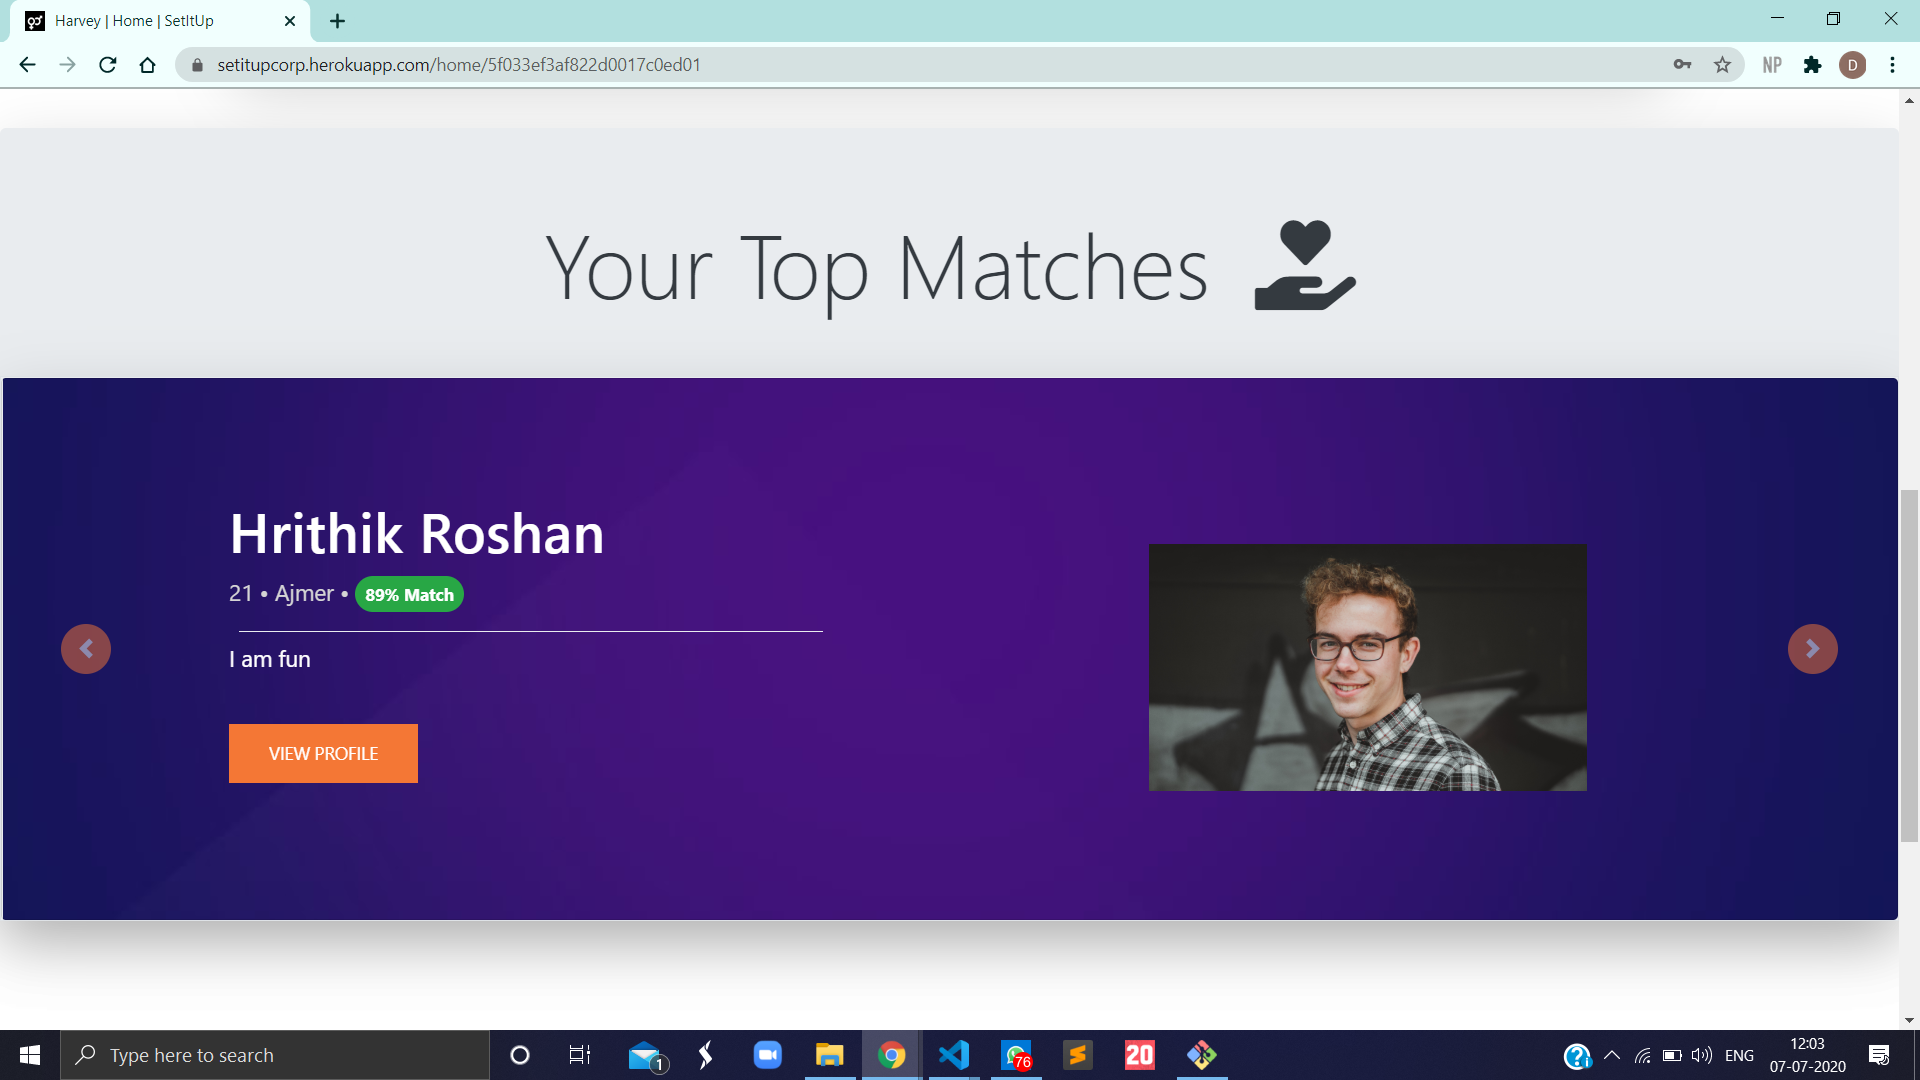 Harvey | Home | SetItUp
setitupcorp.herokuapp.com/home/5f033ef3af822d0017c0ed01
NP
D
Your Top Matches
Hrithik Roshan
21 • Ajmer • 89% Match
I am fun
VIEW PROFILE
Type here to search
1
76
20
ENG
12:03
07-07-2020